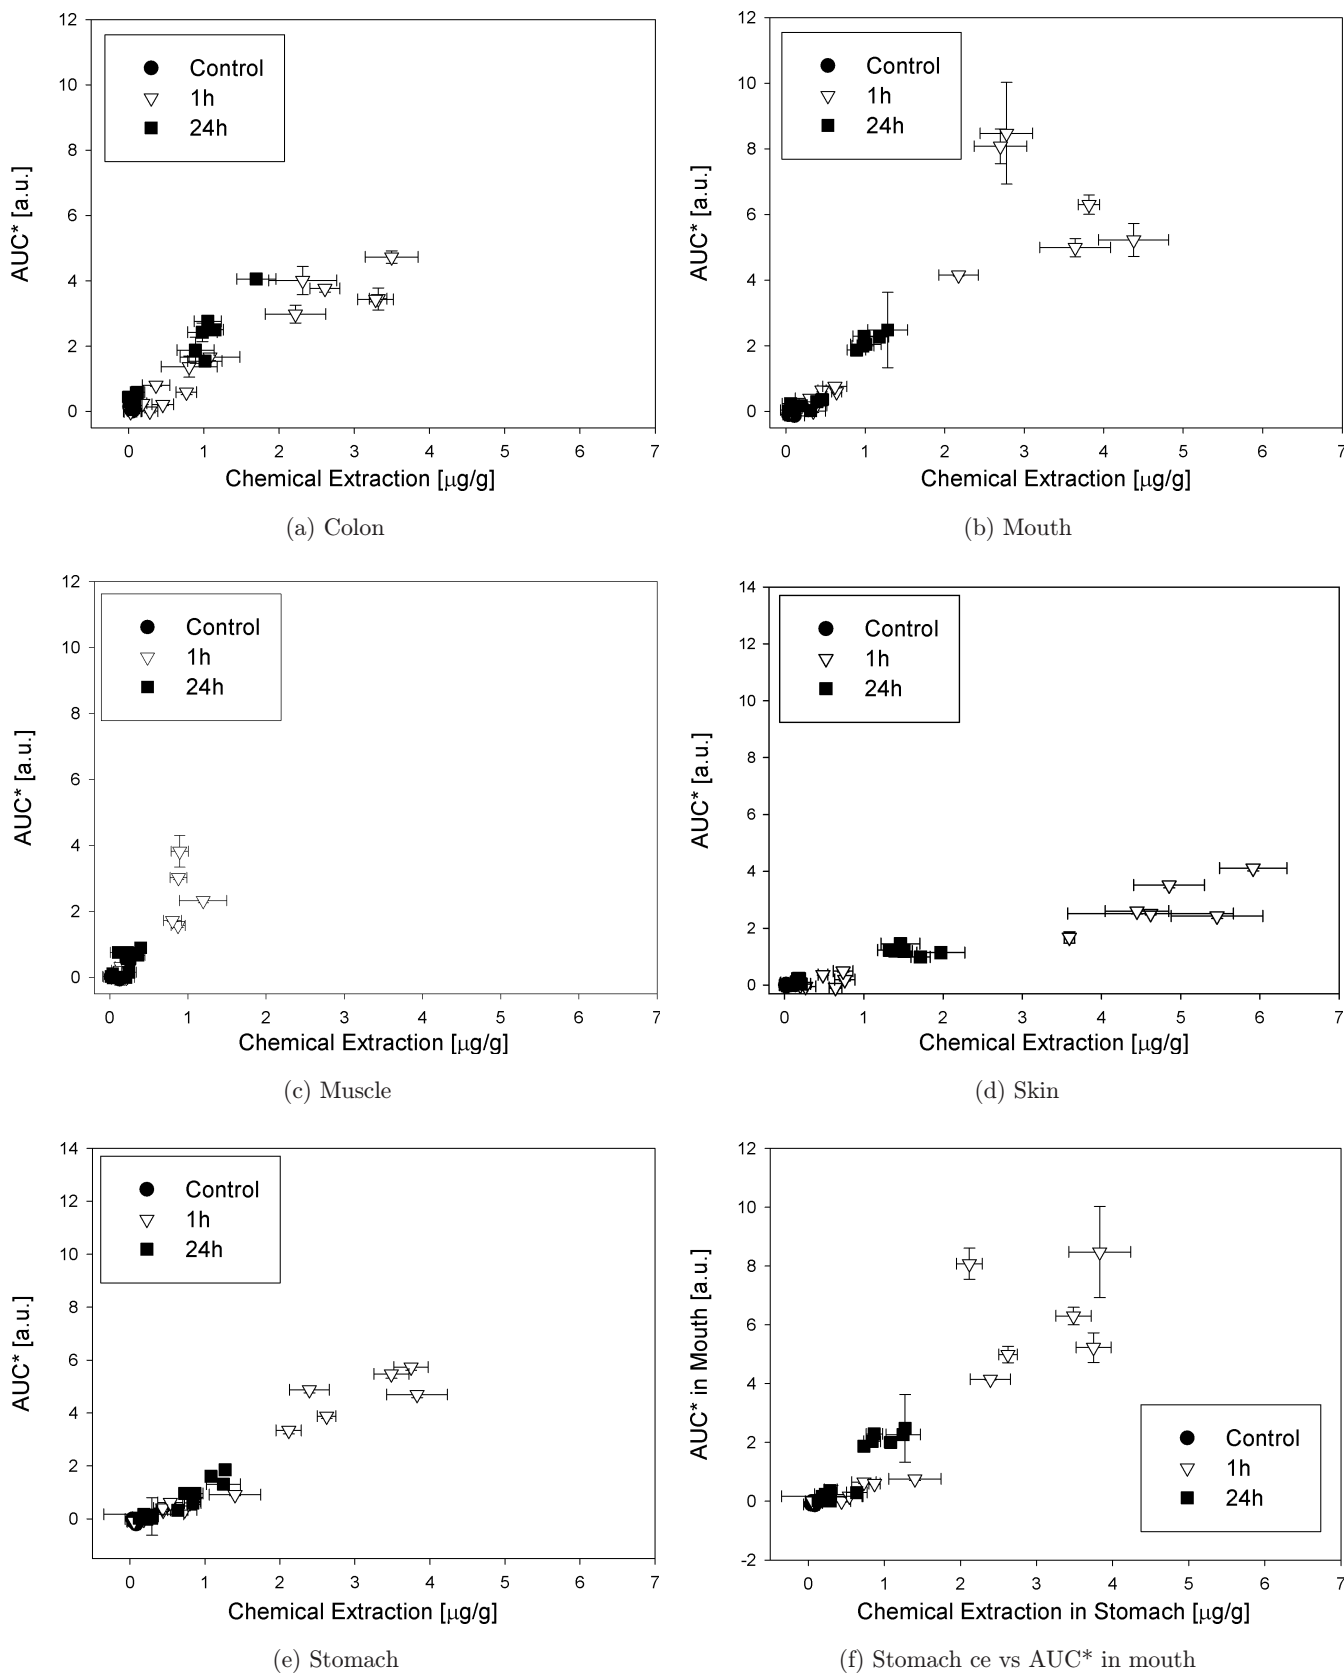 12
10
8
6
4
2
0
AUC* [a.u.]
Control
1h
24h
0 1 2 3 4 5 6 7
Chemical Extraction [μg/g]
(a) Colon
12
10
8
6
4
2
0
AUC* [a.u.]
Control
1h
24h
0 1 2 3 4 5 6 7
Chemical Extraction [μg/g]
(b) Mouth
12
10
8
6
4
2
0
AUC* [a.u.]
Control
1h
24h
0 1 2 3 4 5 6 7
Chemical Extraction [μg/g]
(c) Muscle
14
12
10
8
6
4
2
0
AUC* [a.u.]
Control
1h
24h
0 1 2 3 4 5 6 7
Chemical Extraction [μg/g]
(d) Skin
14
12
10
8
6
4
2
0
AUC* [a.u.]
Control
1h
24h
0 1 2 3 4 5 6 7
Chemical Extraction [μg/g]
(e) Stomach
12
10
8
6
4
2
0
-2
AUC* in Mouth [a.u.]
Control
1h
24h
0 1 2 3 4 5 6 7
Chemical Extraction in Stomach [μg/g]
(f) Stomach ce vs AUC* in mouth